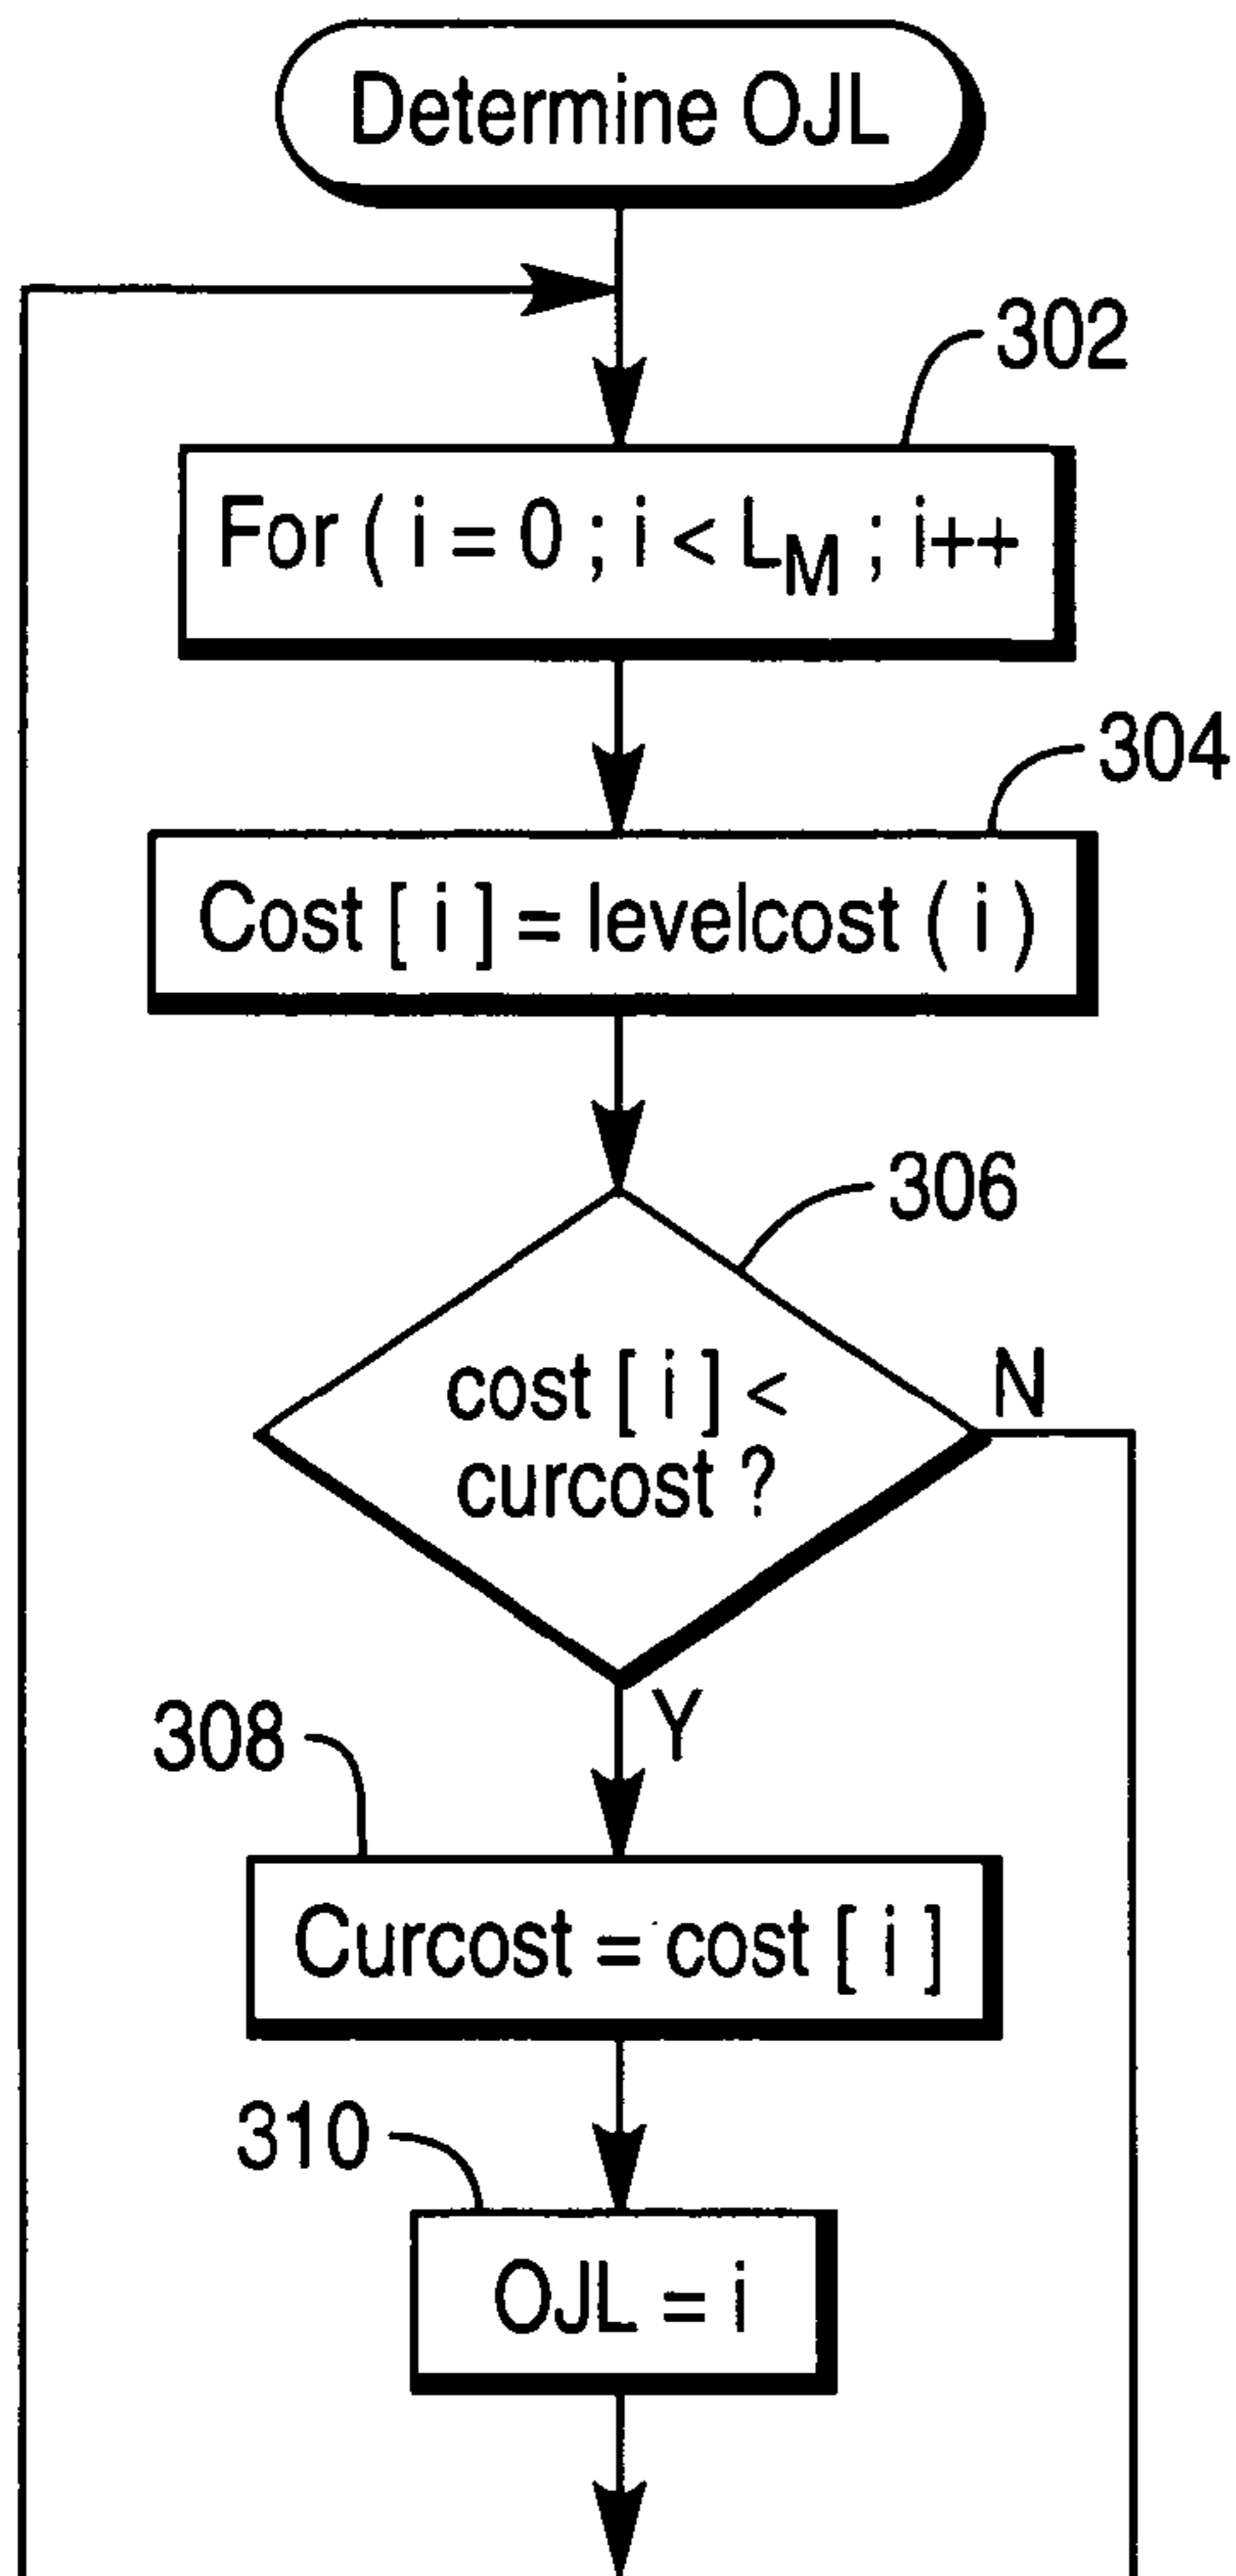 Determine OJL
302
For ( i = 0 ; i < L_M ; i++
304
Cost [ i ] = levelcost ( i )
306
cost [ i ] <
curcost ?
N
Y
308
Curcost = cost [ i ]
310
OJL = i